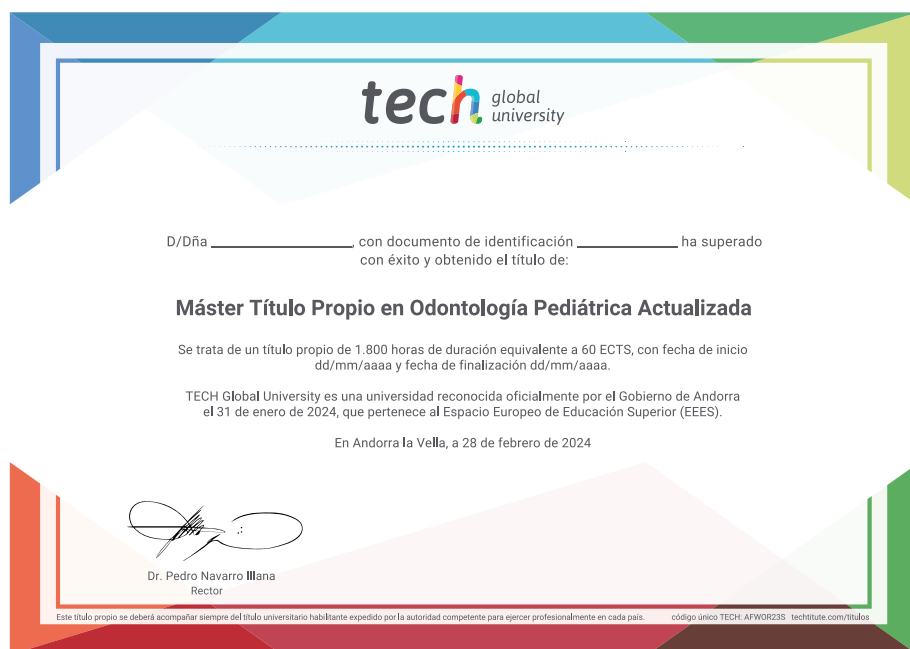 tech global university
D/Dña ____________________, con documento de identificación ______________ ha superado
con éxito y obtenido el título de:
Máster Título Propio en Odontología Pediátrica Actualizada
Se trata de un título propio de 1.800 horas de duración equivalente a 60 ECTS, con fecha de inicio
dd/mm/aaaa y fecha de finalización dd/mm/aaaa.
TECH Global University es una universidad reconocida oficialmente por el Gobierno de Andorra
el 31 de enero de 2024, que pertenece al Espacio Europeo de Educación Superior (EEES).
En Andorra la Vella, a 28 de febrero de 2024
Dr. Pedro Navarro Illana
Rector
Este título propio se deberá acompañar siempre del título universitario habilitante expedido por la autoridad competente para ejercer profesionalmente en cada país. código único TECH: AFWOR23S techtitute.com/titulos